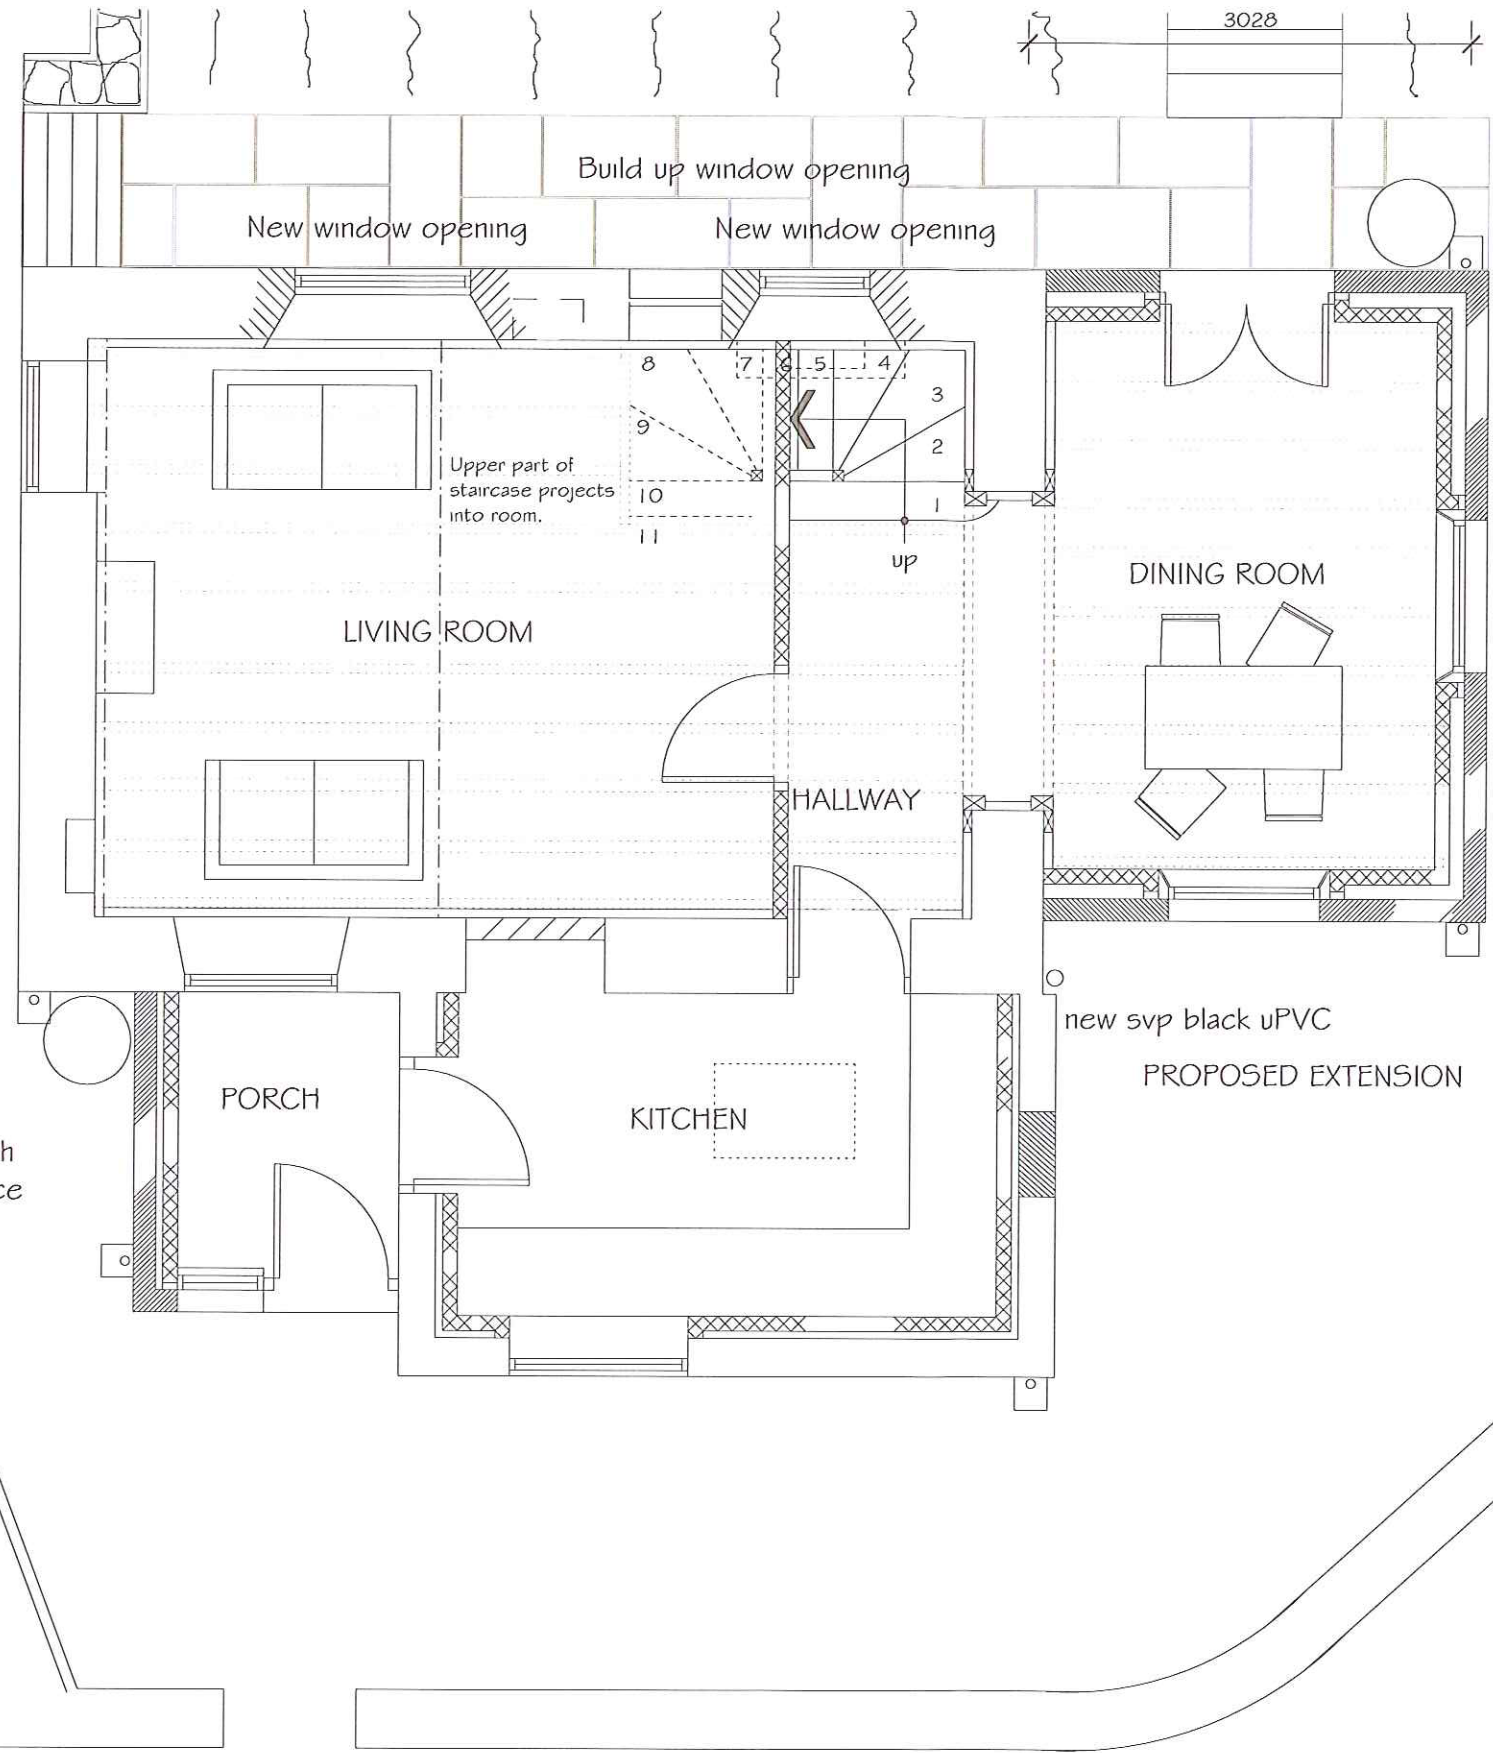 3028
Build up window opening
New window opening
New window opening
8
7
6
5
4
3
9
2
Upper part of
staircase projects
into room.
10
1
11
up
DINING ROOM
LIVING ROOM
HALLWAY
new svp black uPVC
PROPOSED EXTENSION
PORCH
KITCHEN
h
ce